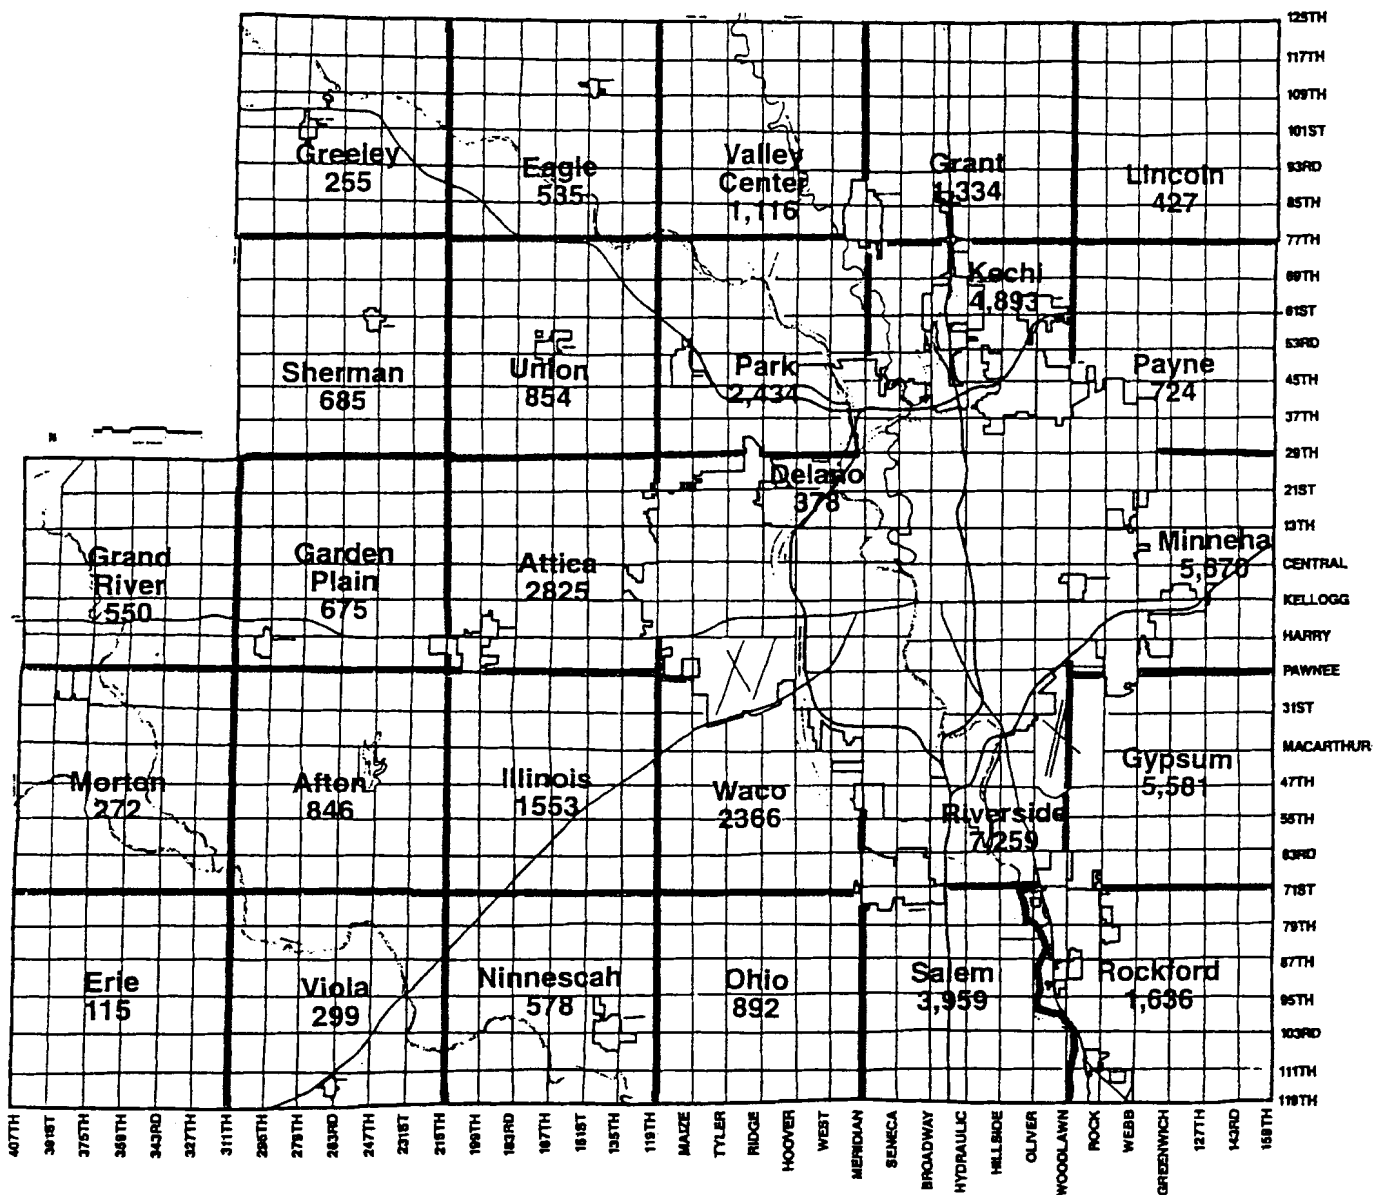 125TH
117TH
109TH
101ST
93RD
85TH
77TH
69TH
61ST
53RD
45TH
37TH
29TH
21ST
13TH
CENTRAL
KELLOGG
HARRY
PAWNEE
31ST
MACARTHUR
47TH
55TH
63RD
71ST
79TH
87TH
95TH
103RD
111TH
119TH
Greeley
255
Eagle
535
Valley
Center
1,116
Grant
1,334
Lincoln
427
Kechi
4,893
Sherman
685
Union
854
Park
2,434
Payne
724
N
Delano
378
Grand
River
550
Garden
Plain
675
Attica
2825
Minneha
5,670
Morton
272
Afton
846
Illinois
1553
Waco
2366
Gypsum
5,581
Riverside
7,259
Erie
115
Viola
299
Ninnescah
578
Ohio
892
Salem
3,959
Rockford
1,636
407TH
391ST
375TH
359TH
343RD
327TH
311TH
295TH
279TH
263RD
247TH
231ST
215TH
199TH
183RD
167TH
151ST
135TH
119TH
MAIZE
TYLER
RIDGE
HOOVER
WEST
MERIDIAN
SENECA
BROADWAY
HYDRAULIC
HILLSIDE
OLIVER
WOODLAWN
ROCK
WEBB
GREENWICH
127TH
143RD
159TH